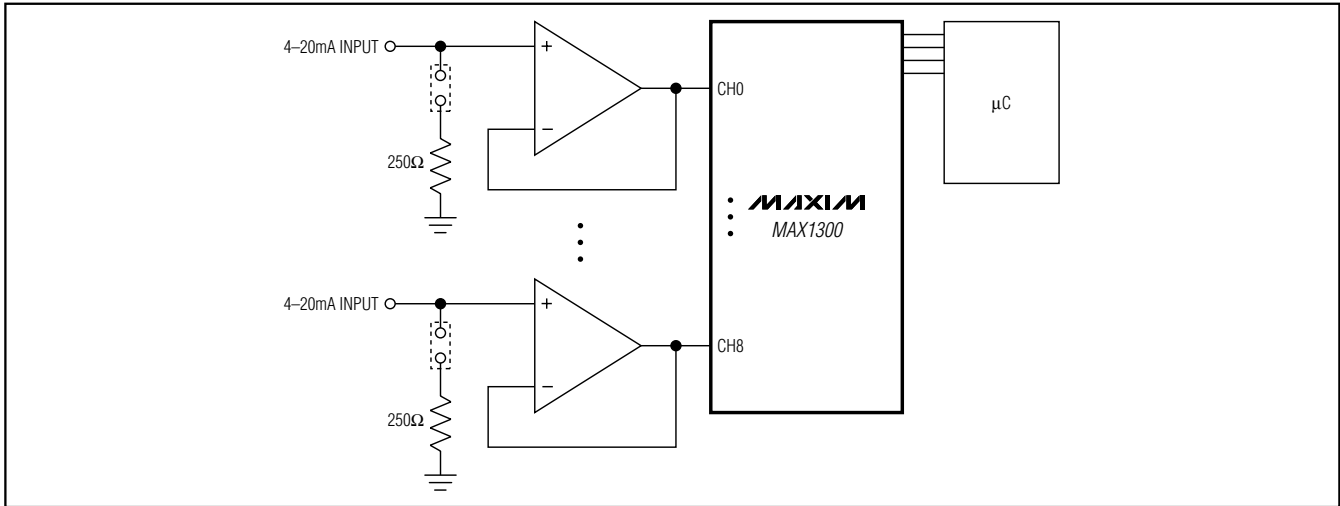 4–20mA INPUT
+
−
250Ω
CH0
μC
MAXIM
MAX1300
4–20mA INPUT
+
−
250Ω
CH8